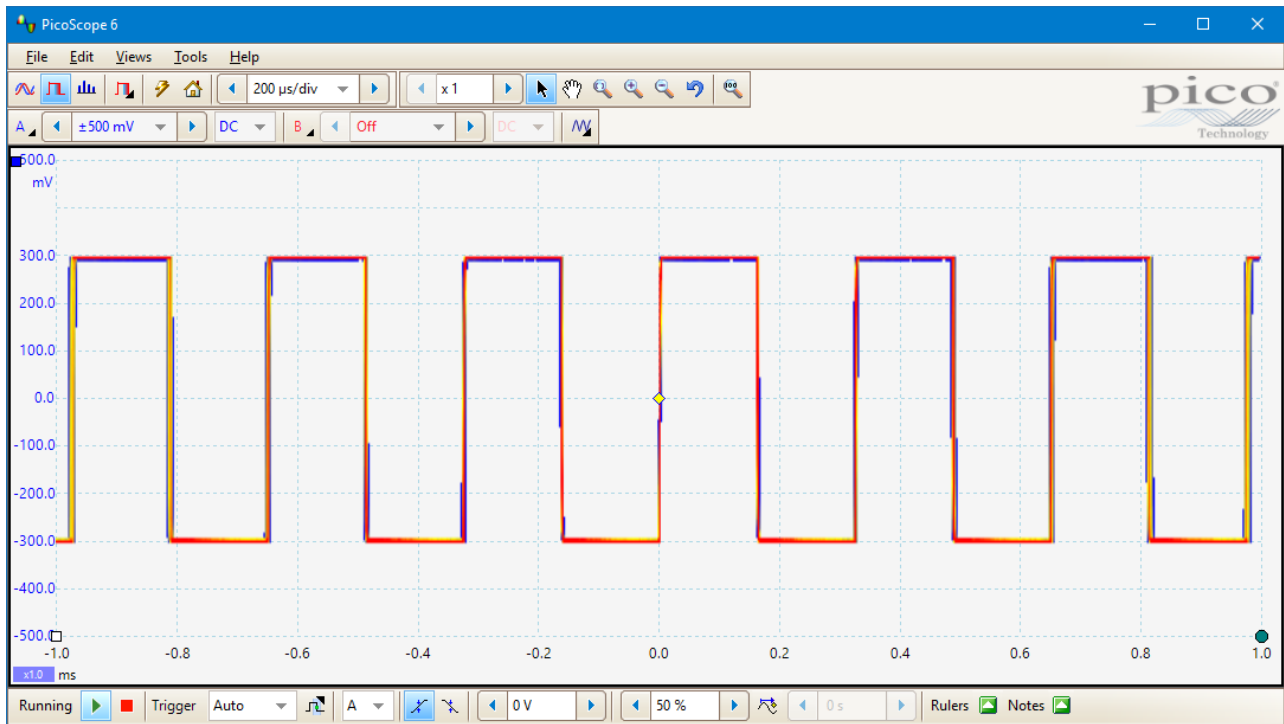 PicoScope 6
File Edit Views Tools Help
200 µs/div x 1
pico
Technology
A ±500 mV DC B Off DC
500.0
mV
300.0
200.0
100.0
0.0
-100.0
-200.0
-300.0
-400.0
-500.0
-1.0 -0.8 -0.6 -0.4 -0.2 0.0 0.2 0.4 0.6 0.8 1.0
x1.0 ms
Running Trigger Auto A 0 V 50 % 0 s Rulers Notes